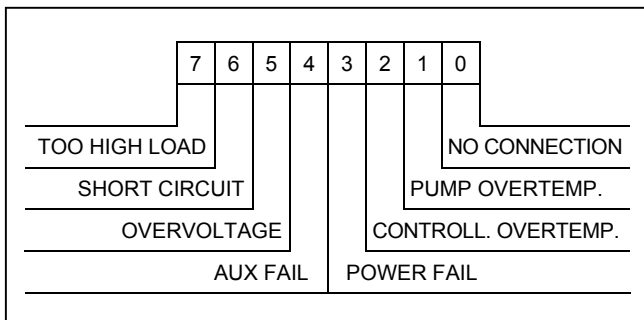 7 6 5 4 3 2 1 0
TOO HIGH LOAD NO CONNECTION
SHORT CIRCUIT PUMP OVERTEMP.
OVERVOLTAGE CONTROLL. OVERTEMP.
AUX FAIL POWER FAIL